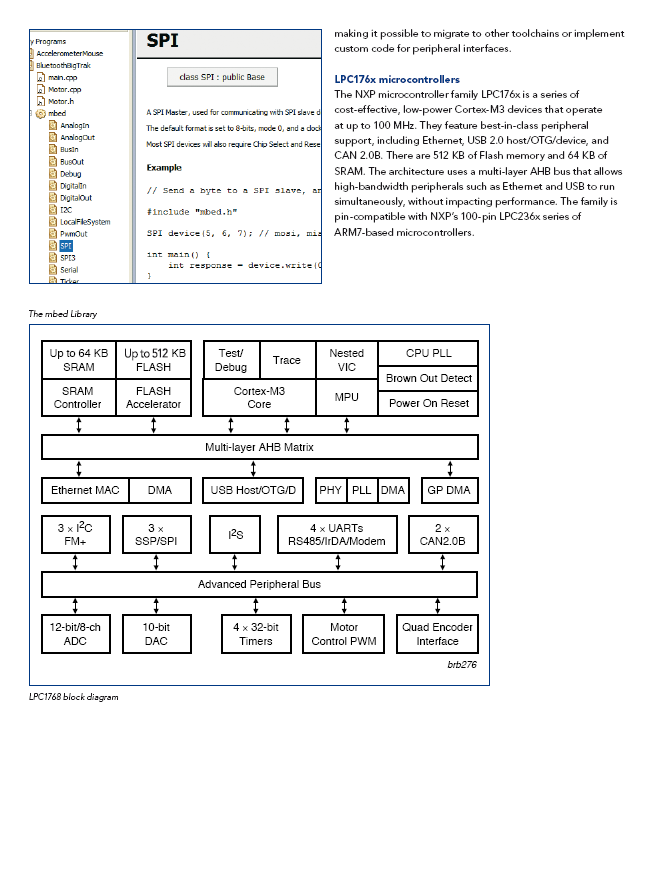 y Programs
AccelerometerMouse
BluetoothBigTrak
main.cpp
Motor.cpp
Motor.h
mbed
AnalogIn
AnalogOut
BusIn
BusOut
Debug
DigitalIn
DigitalOut
I2C
LocalFileSystem
PwmOut
SPI
SPI3
Serial
Ticker
SPI
class SPI : public Base
A SPI Master, used for communicating with SPI slave d
The default format is set to 8-bits, mode 0, and a clock
Most SPI devices will also require Chip Select and Rese
Example
// Send a byte to a SPI slave, an
#include "mbed.h"
SPI device(5, 6, 7); // mosi, mis
int main() {
int response = device.write(0
}
The mbed Library
making it possible to migrate to other toolchains or implement
custom code for peripheral interfaces.
LPC176x microcontrollers
The NXP microcontroller family LPC176x is a series of
cost-effective, low-power Cortex-M3 devices that operate
at up to 100 MHz. They feature best-in-class peripheral
support, including Ethernet, USB 2.0 host/OTG/device, and
CAN 2.0B. There are 512 KB of Flash memory and 64 KB of
SRAM. The architecture uses a multi-layer AHB bus that allows
high-bandwidth peripherals such as Ethernet and USB to run
simultaneously, without impacting performance. The family is
pin-compatible with NXP's 100-pin LPC236x series of
ARM7-based microcontrollers.
Up to 64 KB
SRAM
Up to 512 KB
FLASH
Test/
Debug
Trace
Nested
VIC
CPU PLL
Brown Out Detect
Power On Reset
SRAM
Controller
FLASH
Accelerator
Cortex-M3
Core
MPU
Multi-layer AHB Matrix
Ethernet MAC
DMA
USB Host/OTG/D
PHY
PLL
DMA
GP DMA
3 × I²C
FM+
3 ×
SSP/SPI
I²S
4 × UARTs
RS485/IrDA/Modem
2 ×
CAN2.0B
Advanced Peripheral Bus
12-bit/8-ch
ADC
10-bit
DAC
4 × 32-bit
Timers
Motor
Control PWM
Quad Encoder
Interface
brb276
LPC1768 block diagram